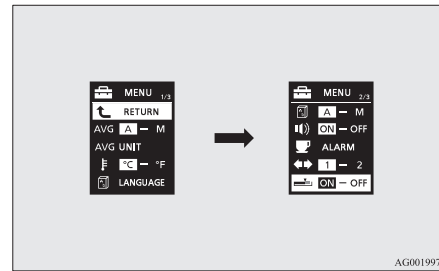 MENU 1/3
RETURN
AVG A – M
AVG UNIT
°C – °F
LANGUAGE
MENU 2/3
A – M
ON – OFF
ALARM
1 – 2
ON – OFF
AG001997